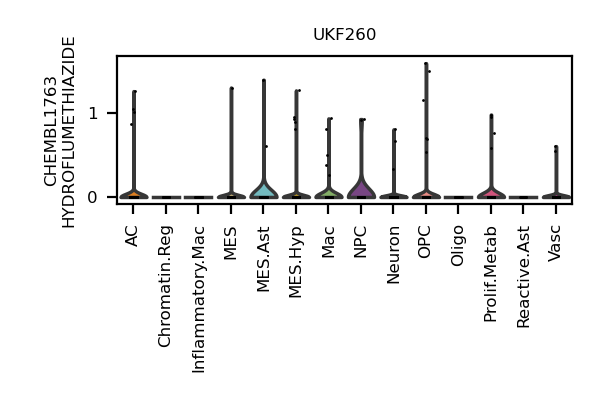 UKF260
CHEMBL1763
HYDROFLUMETHIAZIDE
1
0
AC
Chromatin.Reg
Inflammatory.Mac
MES
MES.Ast
MES.Hyp
Mac
NPC
Neuron
OPC
Oligo
Prolif.Metab
Reactive.Ast
Vasc